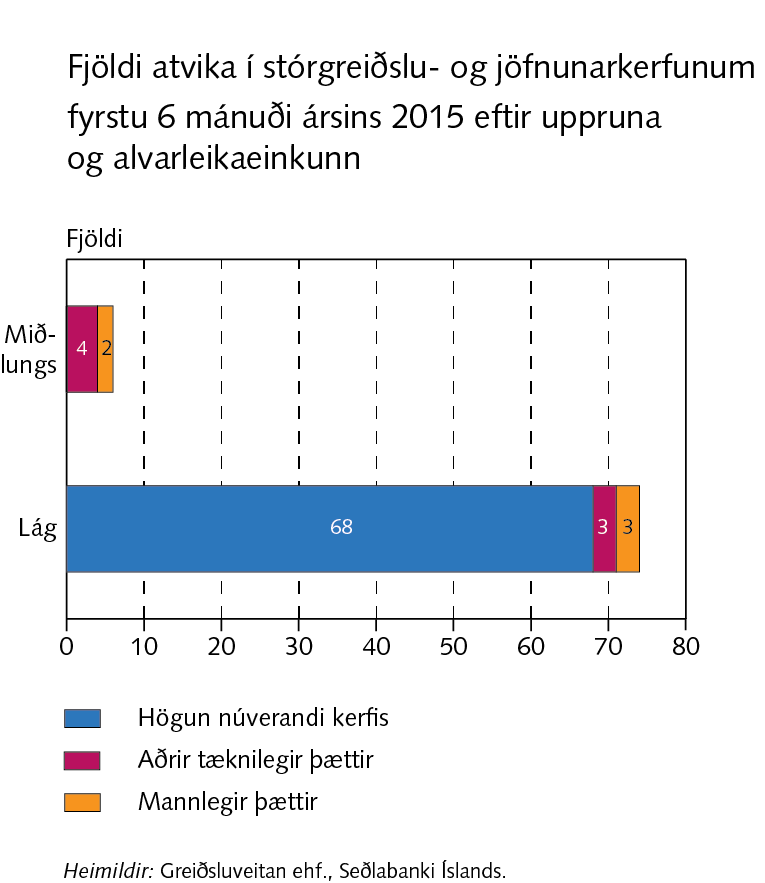 Fjöldi atvika í stórgreiðslu- og jöfnunarkerfunum
fyrstu 6 mánuði ársins 2015 eftir uppruna
og alvarleikaeinkunn
Fjöldi
Mið-
lungs
4 2
Lág
68 3 3
0 10 20 30 40 50 60 70 80
Högun núverandi kerfis
Aðrir tæknilegir þættir
Mannlegir þættir
Heimildir: Greiðsluveitan ehf., Seðlabanki Íslands.